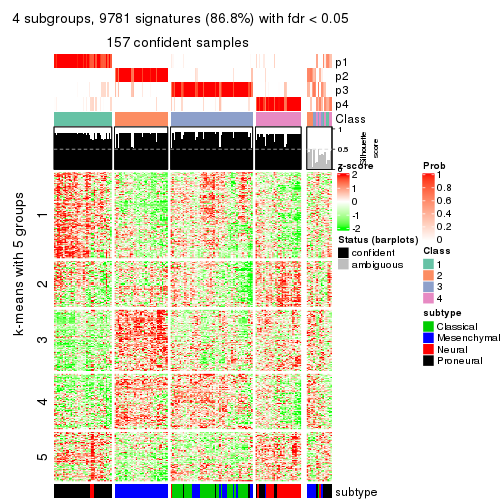 4 subgroups, 9781 signatures (86.8%) with fdr < 0.05
157 confident samples
p1
p2
p3
p4
Class
1
0.5
0
Silhouette
score
k-means with 5 groups
1
2
3
4
5
subtype
z-score
2
1
0
-1
-2
Status (barplots)
confident
ambiguous
Prob
1
0.8
0.6
0.4
0.2
0
Class
1
2
3
4
subtype
Classical
Mesenchymal
Neural
Proneural